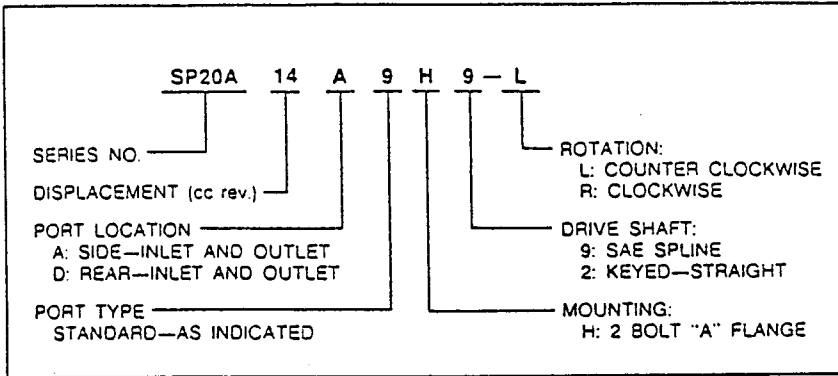 SP20A 14 A 9 H 9 – L
SERIES NO.
DISPLACEMENT (cc rev.)
PORT LOCATION
A: SIDE—INLET AND OUTLET
D: REAR—INLET AND OUTLET
PORT TYPE
STANDARD—AS INDICATED
ROTATION:
L: COUNTER CLOCKWISE
R: CLOCKWISE
DRIVE SHAFT:
9: SAE SPLINE
2: KEYED—STRAIGHT
MOUNTING:
H: 2 BOLT "A" FLANGE